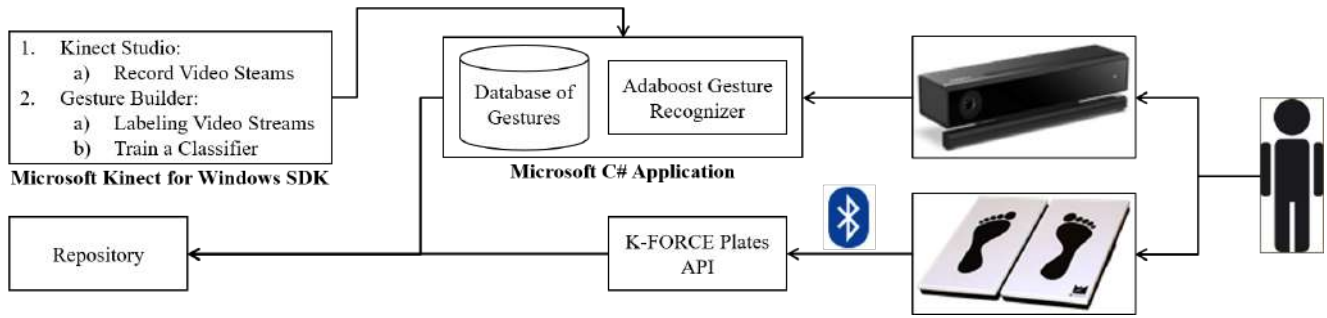 1. Kinect Studio:
a) Record Video Steams
2. Gesture Builder:
a) Labeling Video Streams
b) Train a Classifier
Microsoft Kinect for Windows SDK
Database of
Gestures
Adaboost Gesture
Recognizer
Microsoft C# Application
Repository
K-FORCE Plates
API